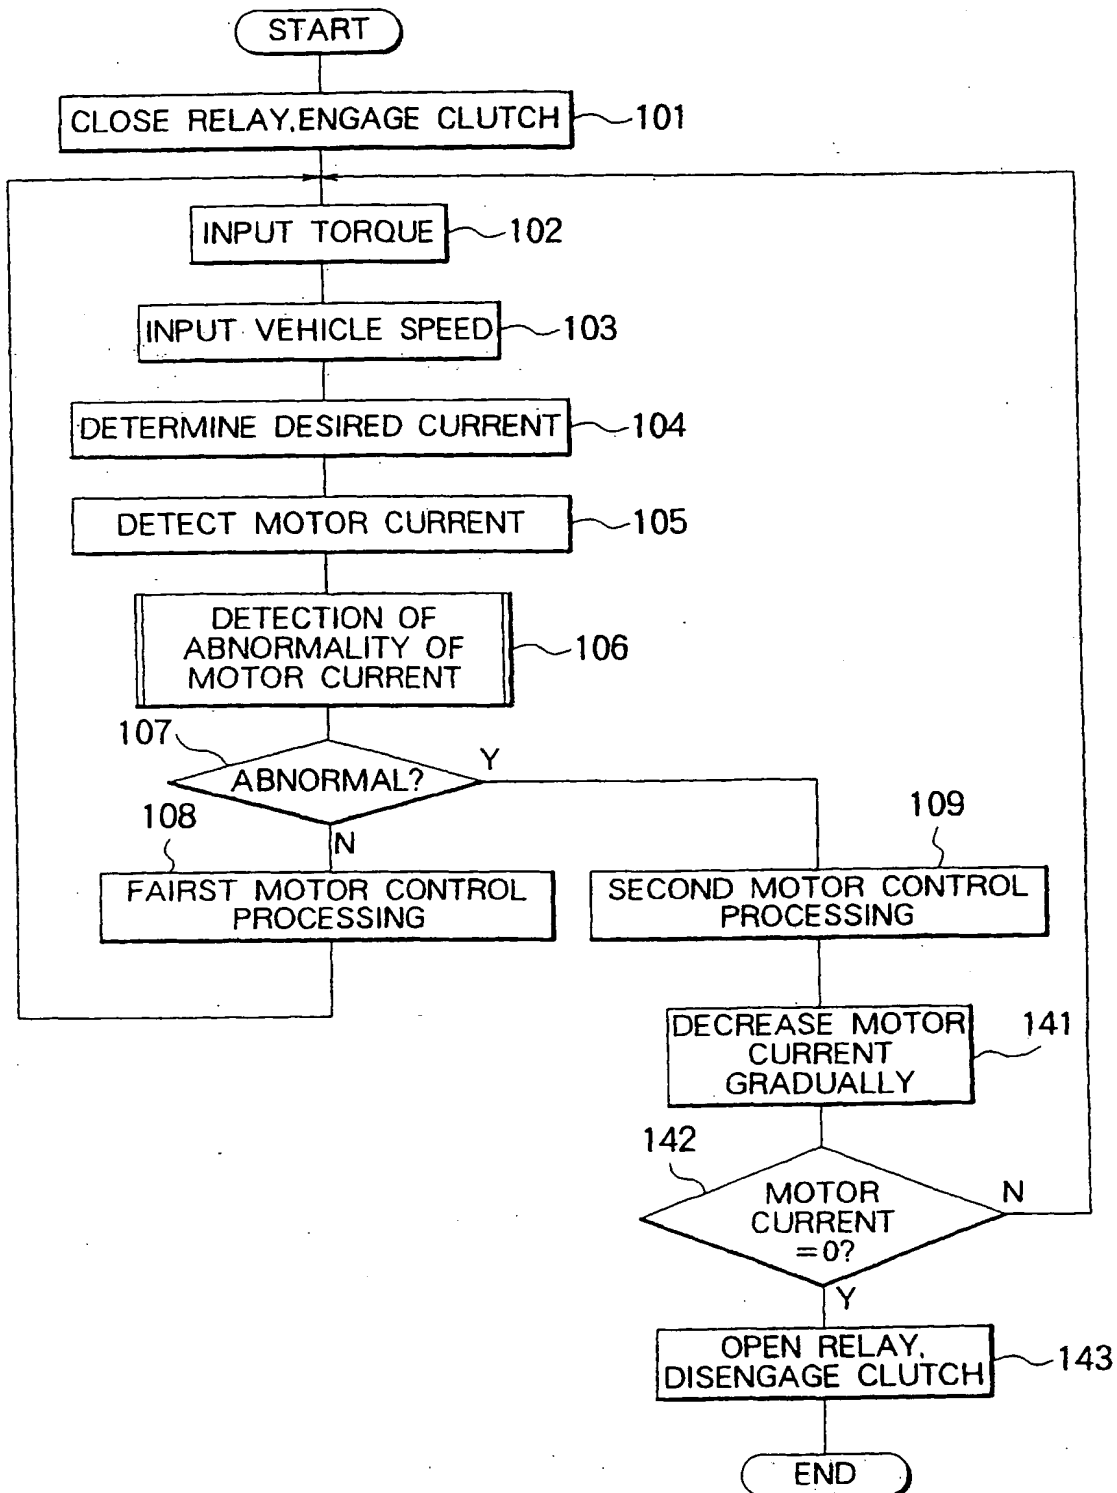 START
CLOSE RELAY,ENGAGE CLUTCH
101
INPUT TORQUE
102
INPUT VEHICLE SPEED
103
DETERMINE DESIRED CURRENT
104
DETECT MOTOR CURRENT
105
DETECTION OF
ABNORMALITY OF
MOTOR CURRENT
106
107
ABNORMAL?
Y
N
108
FAIRST MOTOR CONTROL
PROCESSING
109
SECOND MOTOR CONTROL
PROCESSING
DECREASE MOTOR
CURRENT
GRADUALLY
141
142
MOTOR
CURRENT
=0?
N
Y
OPEN RELAY,
DISENGAGE CLUTCH
143
END